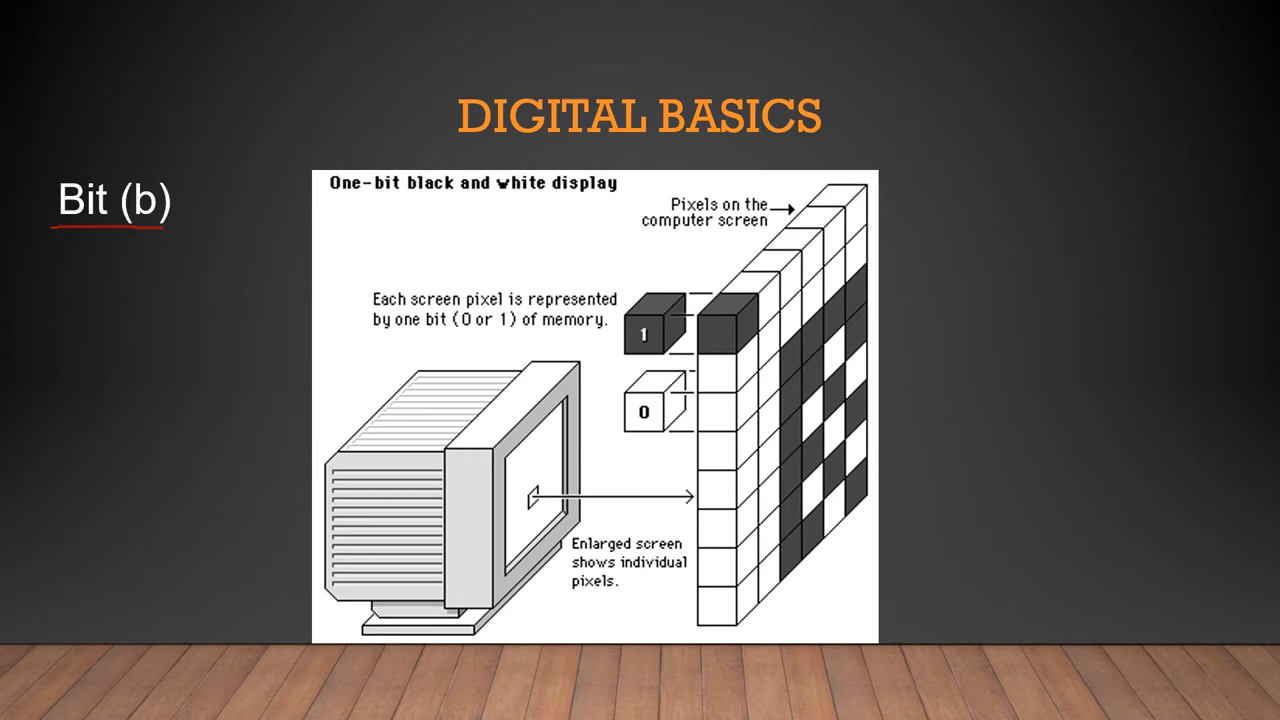 DIGITAL BASICS
Bit (b)
One-bit black and white display
Pixels on the
computer screen
Each screen pixel is represented
by one bit (0 or 1) of memory.
1
0
Enlarged screen
shows individual
pixels.